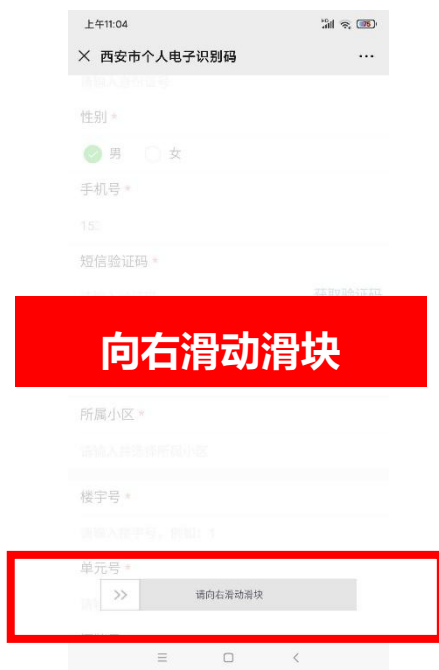 上午11:04
西安市个人电子识别码
性别 *
男 女
手机号 *
15
短信验证码 *
获取验证码
向右滑动滑块
所属小区 *
楼宇号 *
单元号 *
请向右滑动滑块